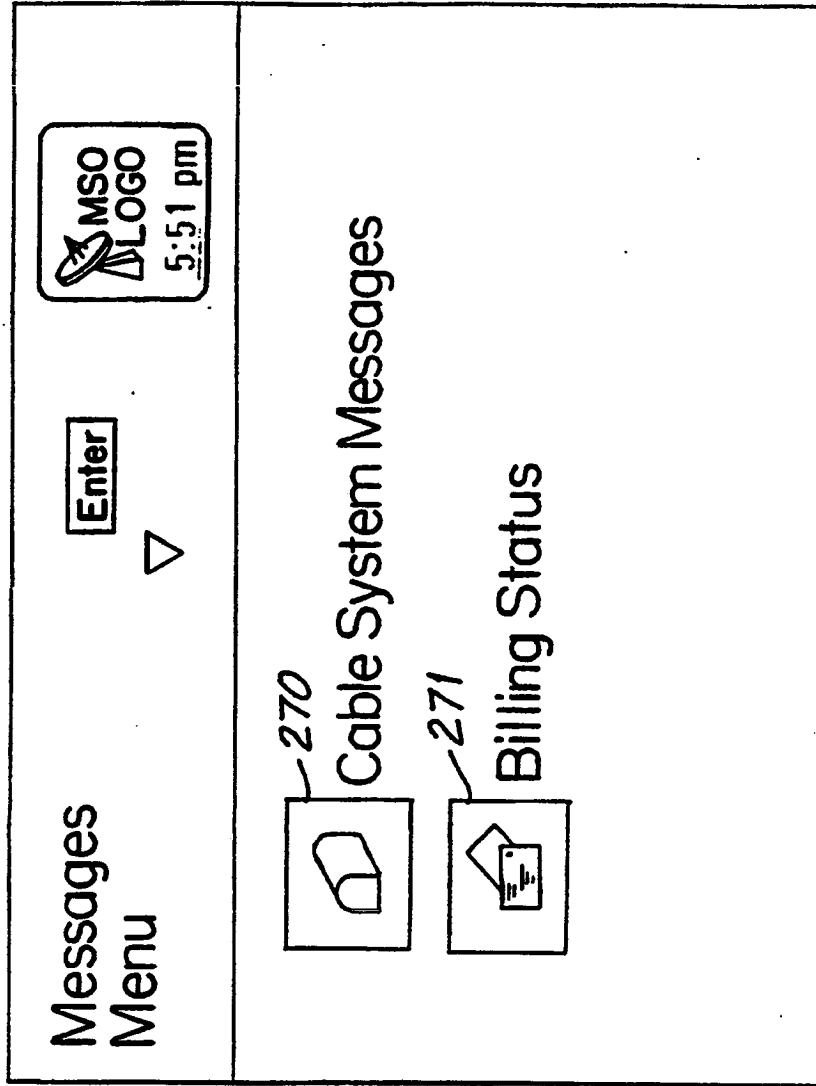 Messages
Menu
Enter
MSO
LOGO
5:51 pm
270
Cable System Messages
271
Billing Status